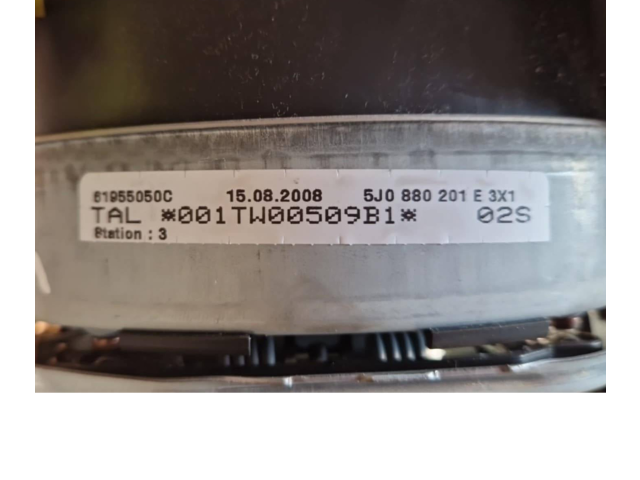 61955050C 15.08.2008 5J0 880 201 E 3X1
TAL *001TW00509B1* 02S
Station : 3